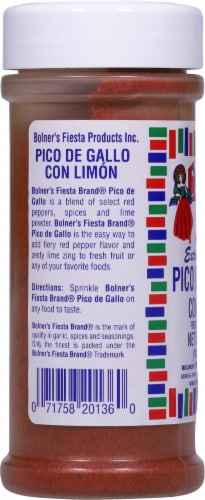 Bolner's Fiesta Products Inc.
PICO DE GALLO
CON LIMÓN
Bolner's Fiesta Brand® Pico de
Gallo is a blend of select red
peppers, spices and lime
powder. Bolner's Fiesta Brand®
Pico de Gallo is the easy way to
add fiery red pepper flavor and
zesty lime zing to fresh fruit or
any of your favorite foods.
Directions: Sprinkle Bolner's
Fiesta Brand® Pico de Gallo on
any food to taste.
Bolner's Fiesta Brand® is the mark of
quality in garlic, spices and seasonings.
Only the finest is packed under the
Bolner's Fiesta Brand® Trademark.
0 71758 20136 0
Ext
PICO
CO
NET